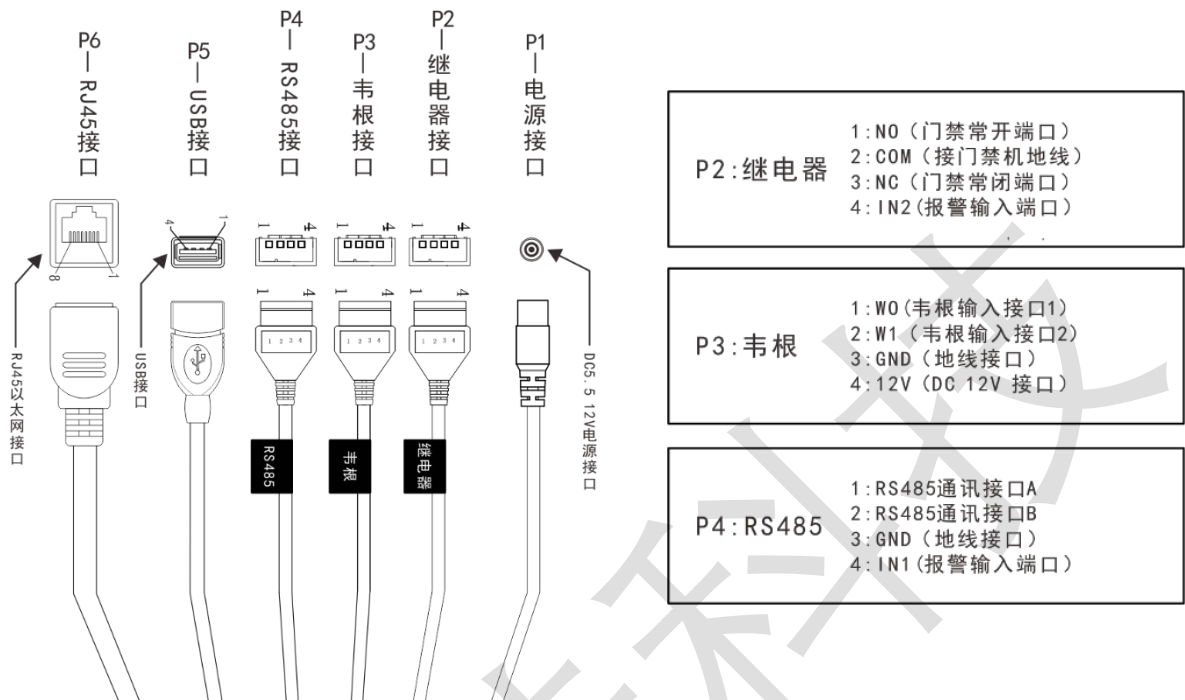 P6—RJ45接口
P5—USB接口
P4—RS485接口
P3—韦根接口
P2—继电器接口
P1—电源接口
4 1
1 4
1 4
1 4
8 1
1 4
1 4
1 4
1 2 3 4
1 2 3 4
1 2 3 4
RJ45以太网接口
USB接口
RS485
韦根
继电器
DC5.5 12V电源接口
P2:继电器
1:NO（门禁常开端口）
2:COM（接门禁机地线）
3:NC（门禁常闭端口）
4:IN2(报警输入端口）
P3:韦根
1:W0(韦根输入接口1)
2:W1（韦根输入接口2)
3:GND（地线接口）
4:12V（DC 12V 接口）
P4:RS485
1:RS485通讯接口A
2:RS485通讯接口B
3:GND（地线接口）
4:IN1(报警输入端口）
科技